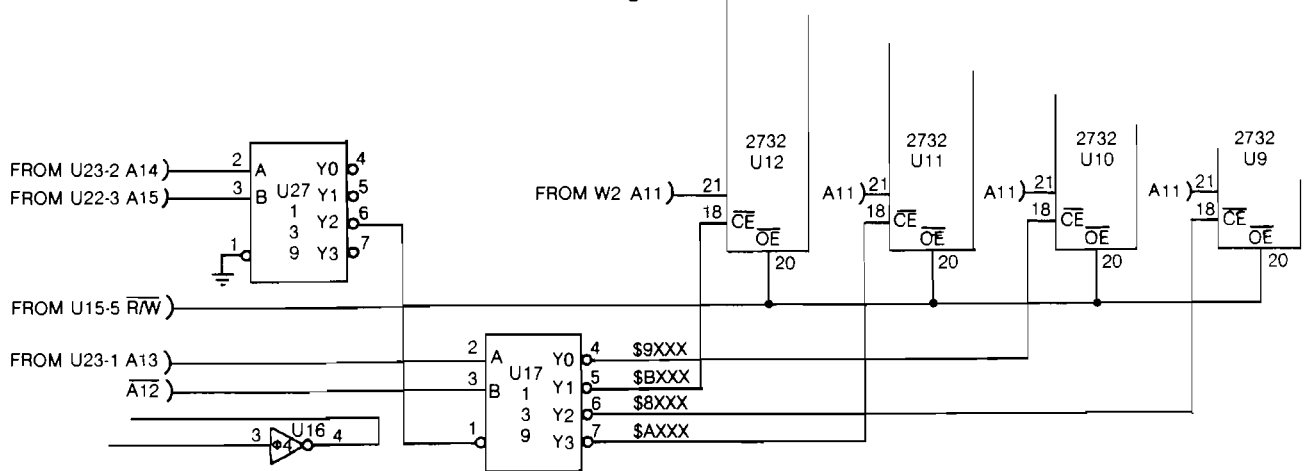 2732
U12
2732
U11
2732
U10
2732
U9
FROM U23-2 A14
FROM U22-3 A15
2
3
1
A
B
U27
1
3
9
Y0
Y1
Y2
Y3
4
5
6
7
FROM W2 A11
21
18
CE
OE
20
A11
21
18
CE
OE
20
A11
21
18
CE
OE
20
A11
21
18
CE
OE
20
FROM U15-5 R/W
FROM U23-1 A13
A12
2
3
1
A
B
U17
1
3
9
Y0
Y1
Y2
Y3
4
5
6
7
$9XXX
$BXXX
$8XXX
$AXXX
3
U16
4